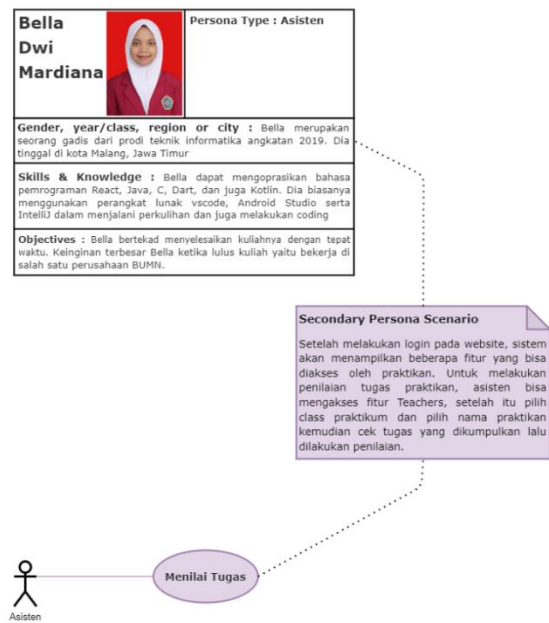 Bella
Dwi
Mardiana
Persona Type : Asisten
Gender, year/class, region or city : Bella merupakan
seorang gadis dari prodi teknik informatika angkatan 2019. Dia
tinggal di kota Malang, Jawa Timur
Skills & Knowledge : Bella dapat mengoprasikan bahasa
pemrograman React, Java, C, Dart, dan juga Kotlin. Dia biasanya
menggunakan perangkat lunak vscode, Android Studio serta
IntelliJ dalam menjalani perkulihan dan juga melakukan coding
Objectives : Bella bertekad menyelesaikan kuliahnya dengan tepat
waktu. Keinginan terbesar Bella ketika lulus kuliah yaitu bekerja di
salah satu perusahaan BUMN.
Secondary Persona Scenario
Setelah melakukan login pada website, sistem
akan menampilkan beberapa fitur yang bisa
diakses oleh praktikan. Untuk melakukan
penilaian tugas praktikan, asisten bisa
mengakses fitur Teachers, setelah itu pilih
class praktikum dan pilih nama praktikan
kemudian cek tugas yang dikumpulkan lalu
dilakukan penilaian.
Menilai Tugas
Asisten